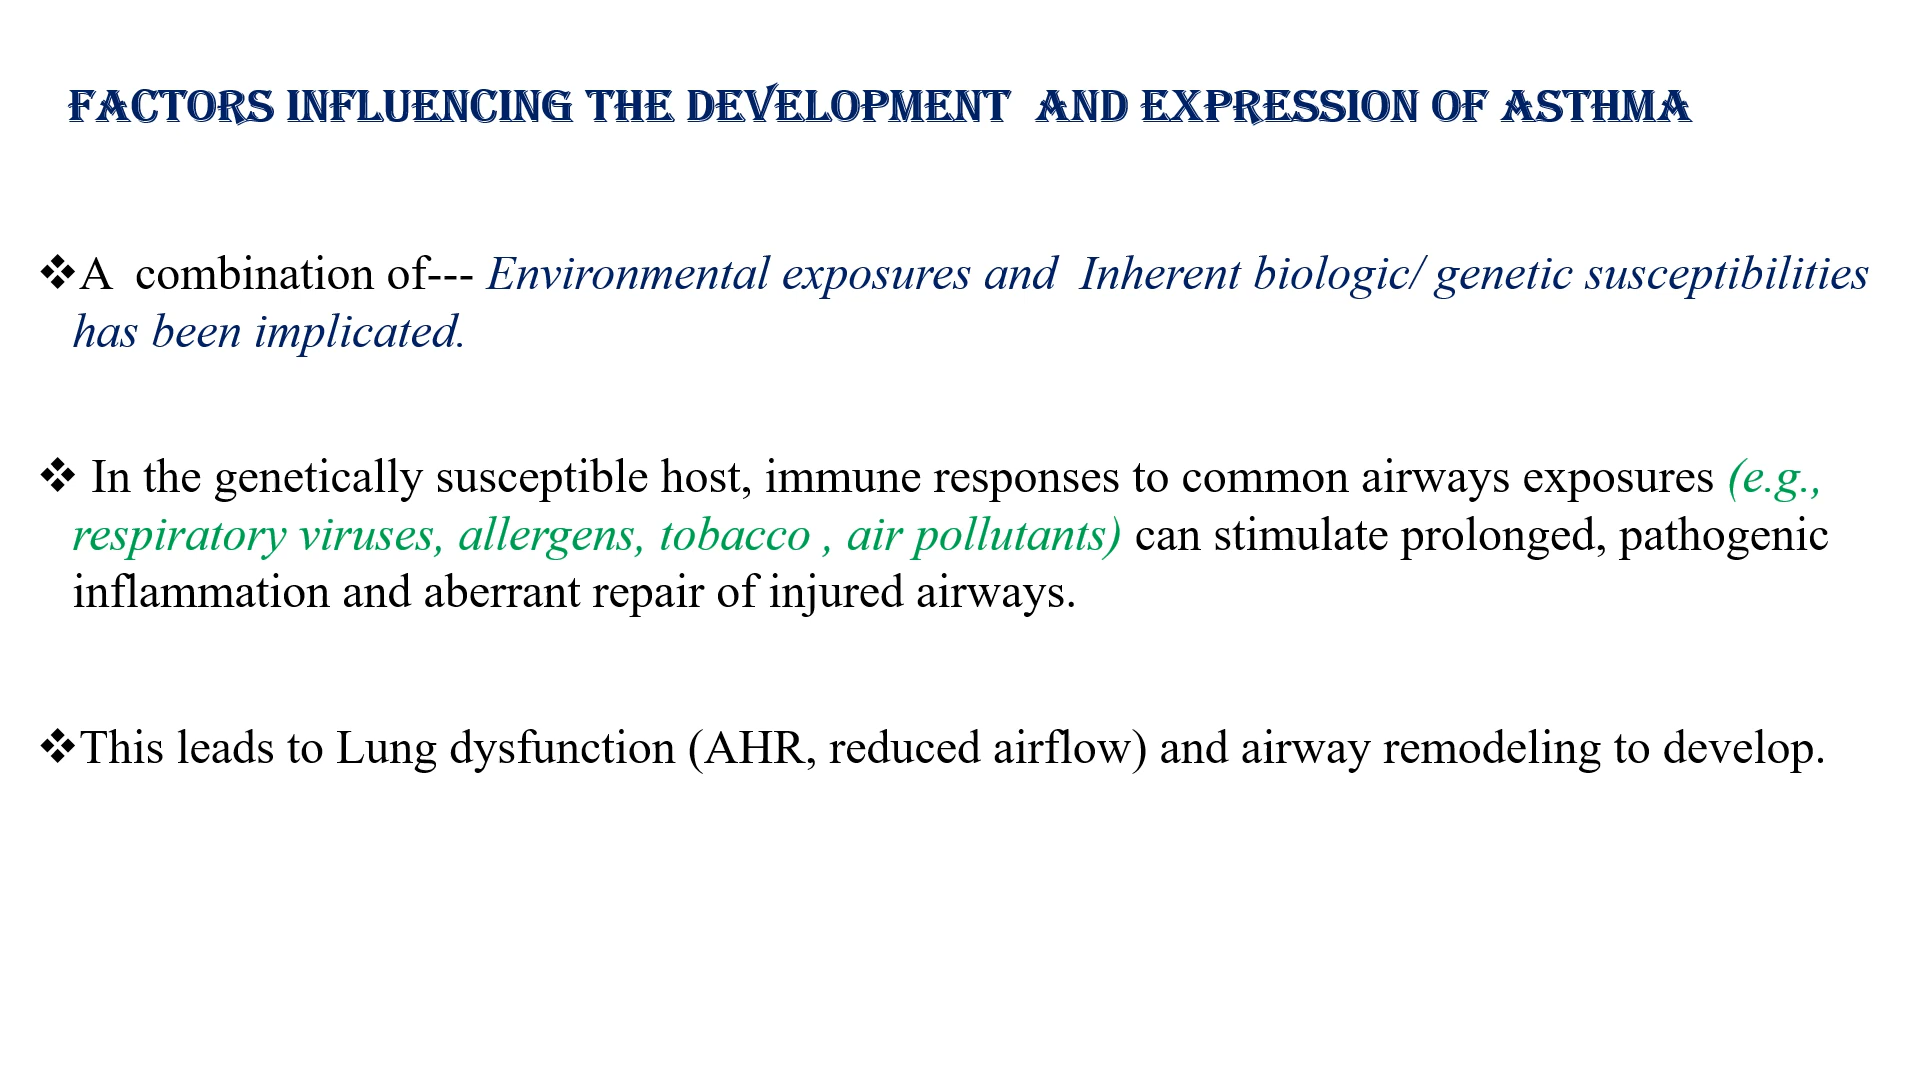 FACTORS INFLUENCING THE DEVELOPMENT  AND EXPRESSION OF ASTHMA
❖A  combination of--- Environmental exposures and  Inherent biologic/ genetic susceptibilities
has been implicated.
❖ In the genetically susceptible host, immune responses to common airways exposures (e.g.,
respiratory viruses, allergens, tobacco , air pollutants) can stimulate prolonged, pathogenic
inflammation and aberrant repair of injured airways.
❖This leads to Lung dysfunction (AHR, reduced airflow) and airway remodeling to develop.